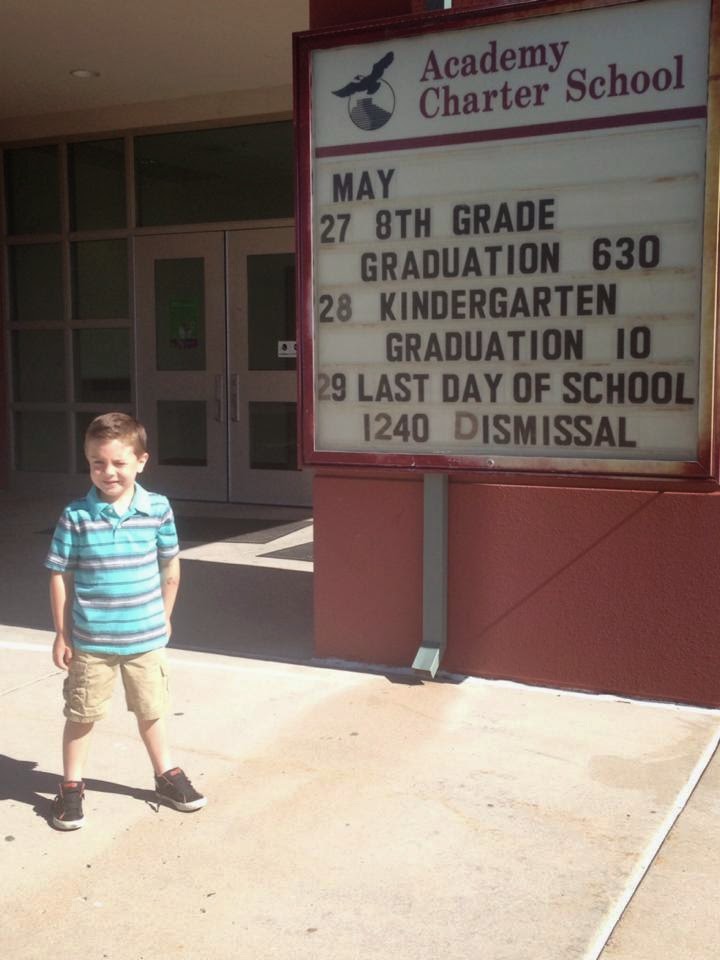 Academy
Charter School
MAY
27 8TH GRADE
GRADUATION 630
28 KINDERGARTEN
GRADUATION 10
29 LAST DAY OF SCHOOL
1240 DISMISSAL